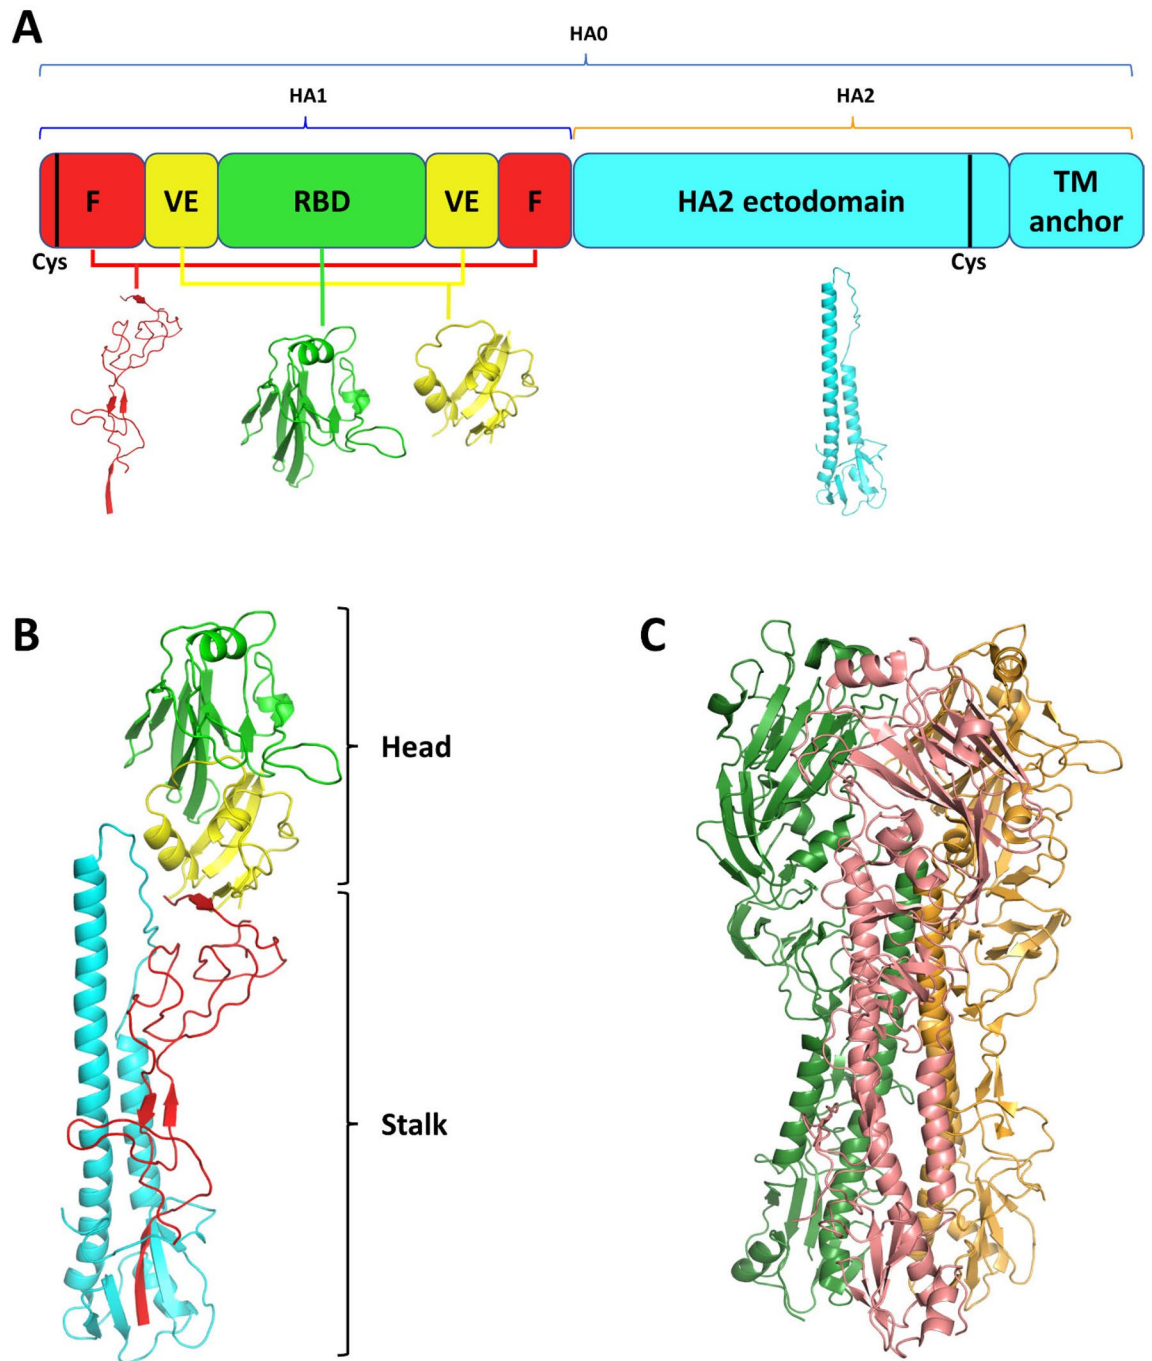 A
HA0
HA1
HA2
F
VE
RBD
VE
F
HA2 ectodomain
TM
anchor
Cys
Cys
B
Head
Stalk
C